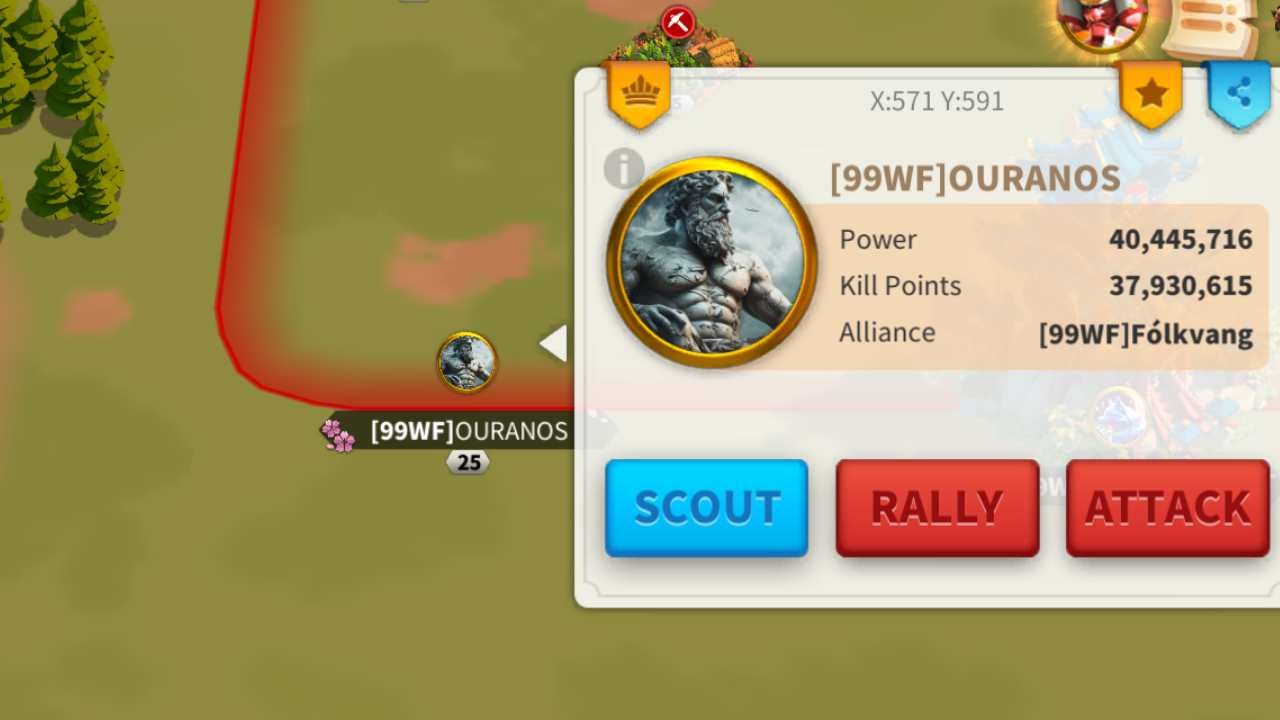 X:571 Y:591
[99WF]OURANOS
Power 40,445,716
Kill Points 37,930,615
Alliance [99WF]Fólkvang
[99WF]OURANOS
25
SCOUT RALLY ATTACK